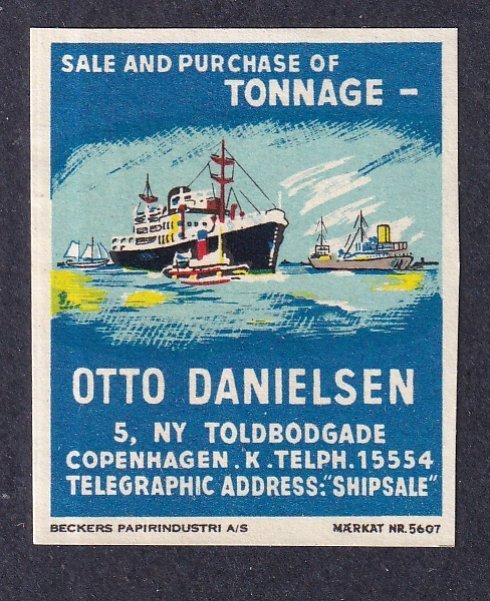 SALE AND PURCHASE OF
TONNAGE –
OTTO DANIELSEN
5, NY TOLDBODGADE
COPENHAGEN.K.TELPH.15554
TELEGRAPHIC ADDRESS:"SHIPSALE"
BECKERS PAPIRINDUSTRI A/S MÆRKAT NR.5607